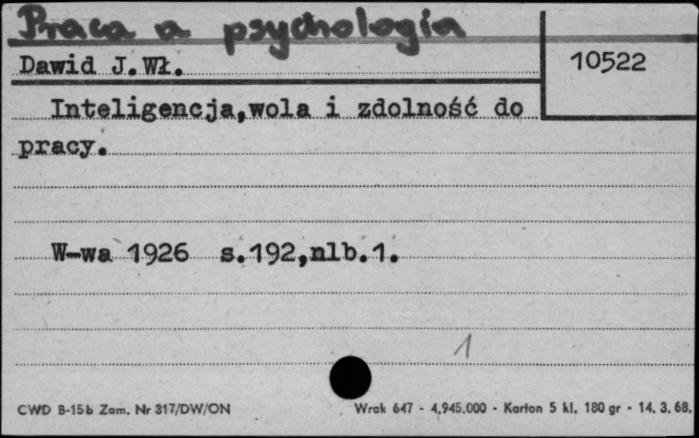 Praca a psychologia
Dawid J.Wł.
10522
Inteligencja,wola i zdolność do
pracy.
W-wa 1926 s.192,nlb.1.
1
CWD B-15b Zam. Nr 317/DW/ON
Wrak 647 - 4,945.000 - Karton 5 kl. 180 gr - 14. 3. 68.